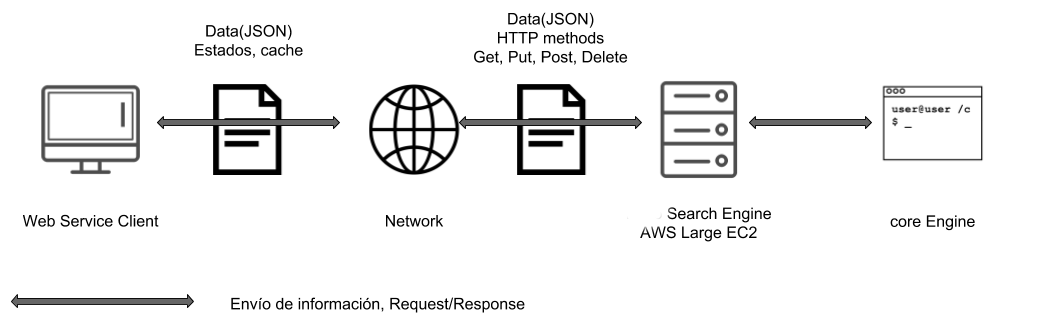 Data(JSON)
Estados, cache
Data(JSON)
HTTP methods
Get, Put, Post, Delete
user@user /c
$ _
Web Service Client
Network
Search Engine
AWS Large EC2
core Engine
Envío de información, Request/Response